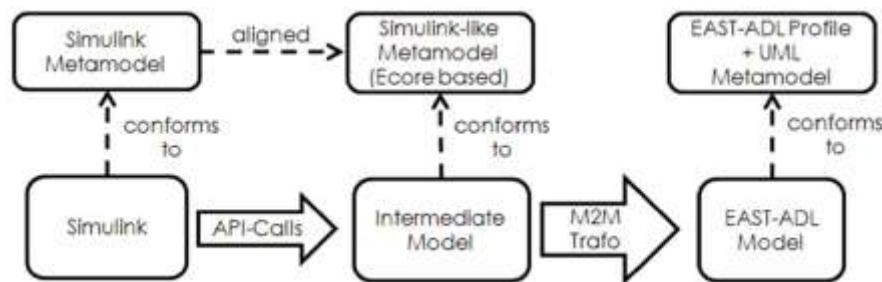 Simulink
Metamodel
aligned
Simulink-like
Metamodel
(Ecore based)
EAST-ADL Profile
+ UML
Metamodel
conforms
to
conforms
to
conforms
to
Simulink
API-Calls
Intermediate
Model
M2M
Trafo
EAST-ADL
Model